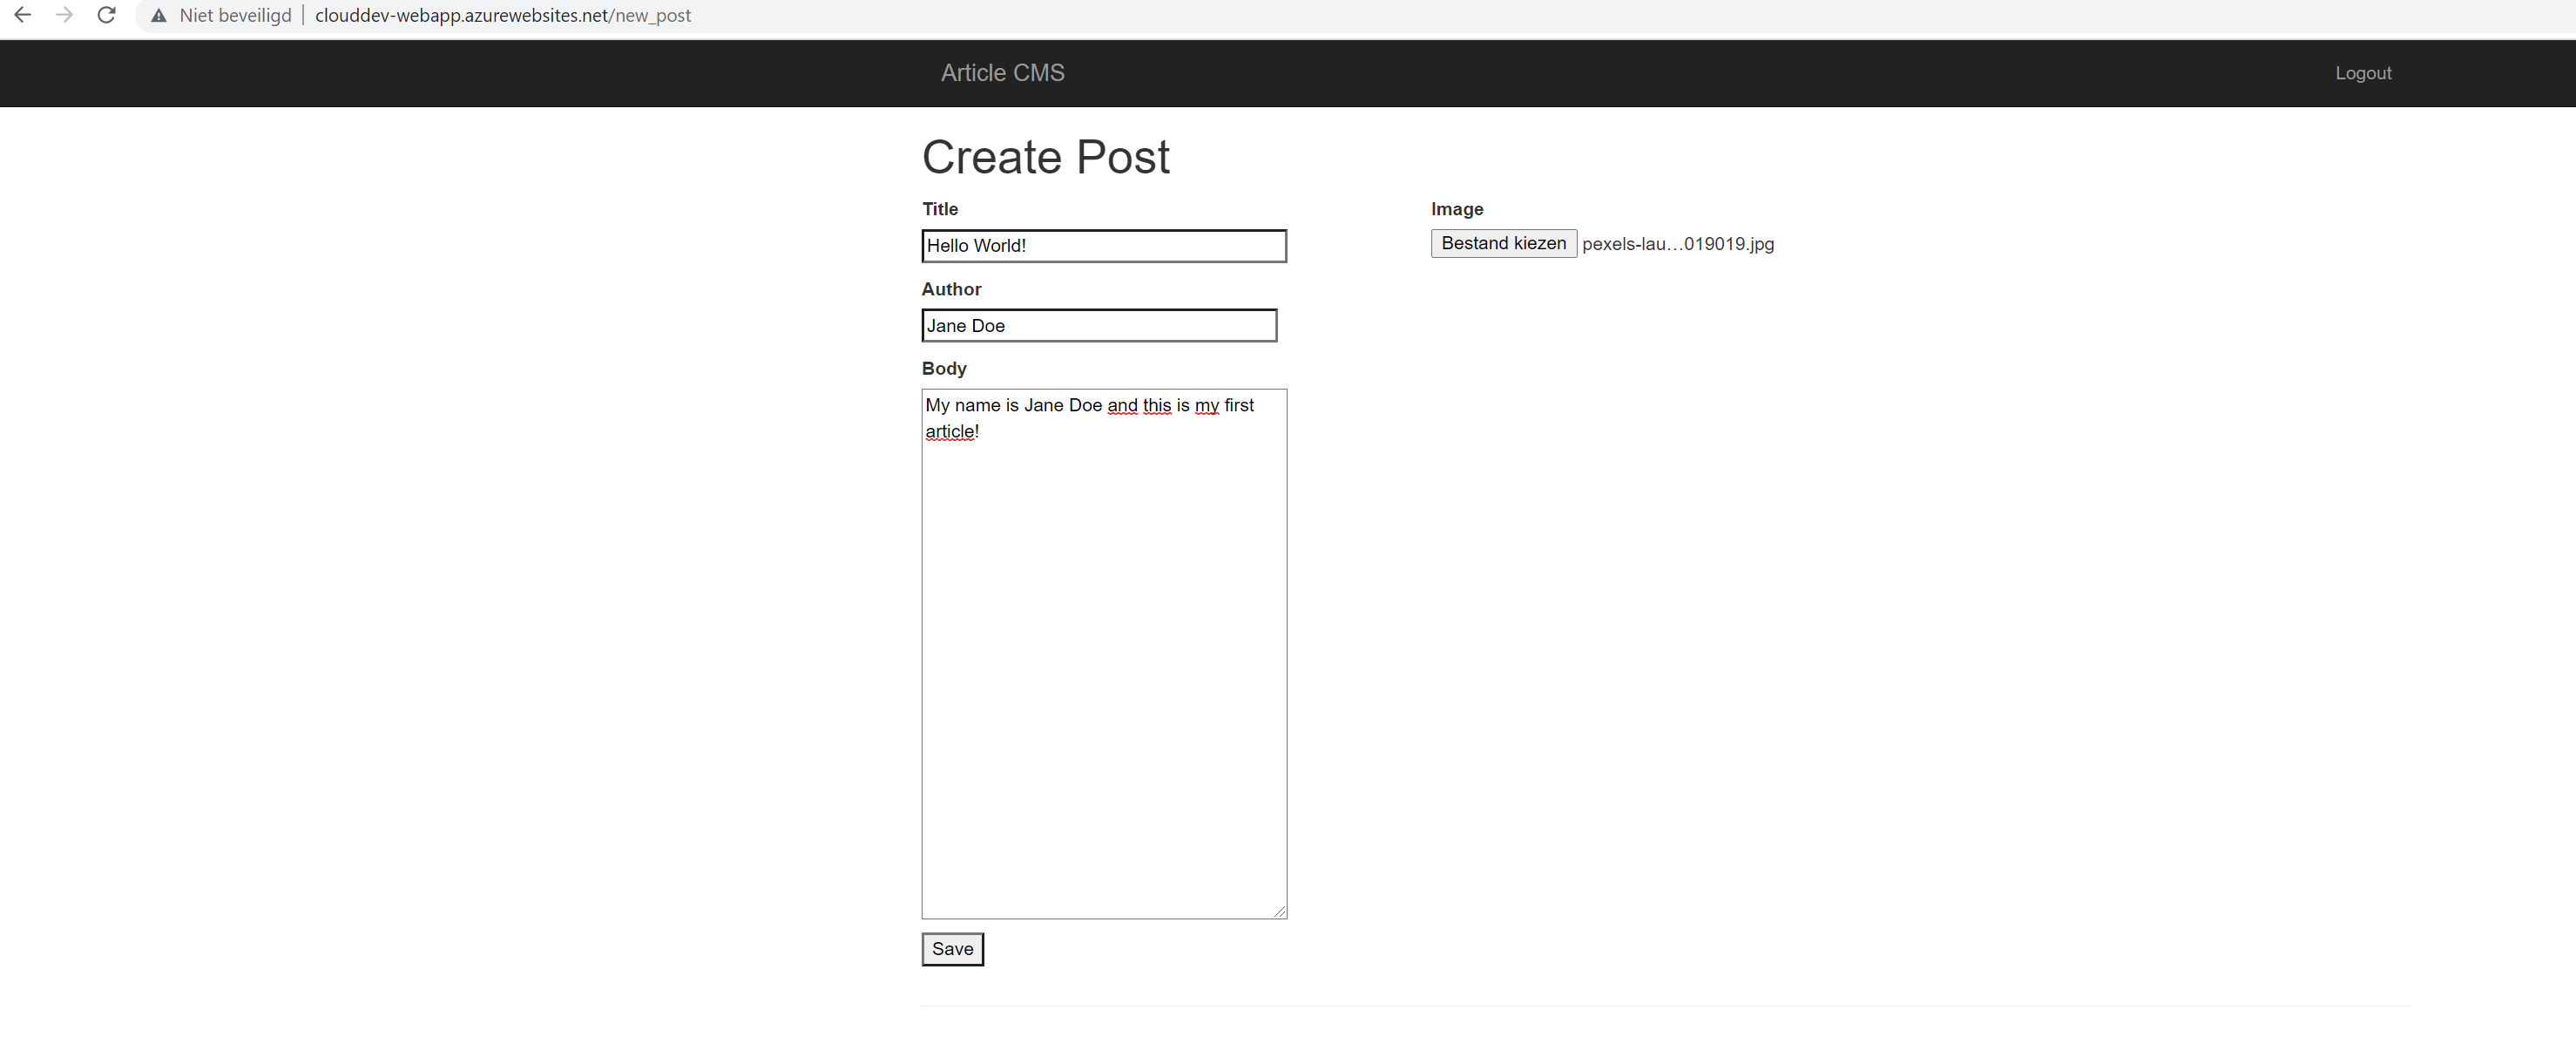 Niet beveiligd | clouddev-webapp.azurewebsites.net/new_post
Article CMS
Logout
Create Post
Title
Hello World!
Image
Bestand kiezen pexels-lau…019019.jpg
Author
Jane Doe
Body
My name is Jane Doe and this is my first
article!
Save